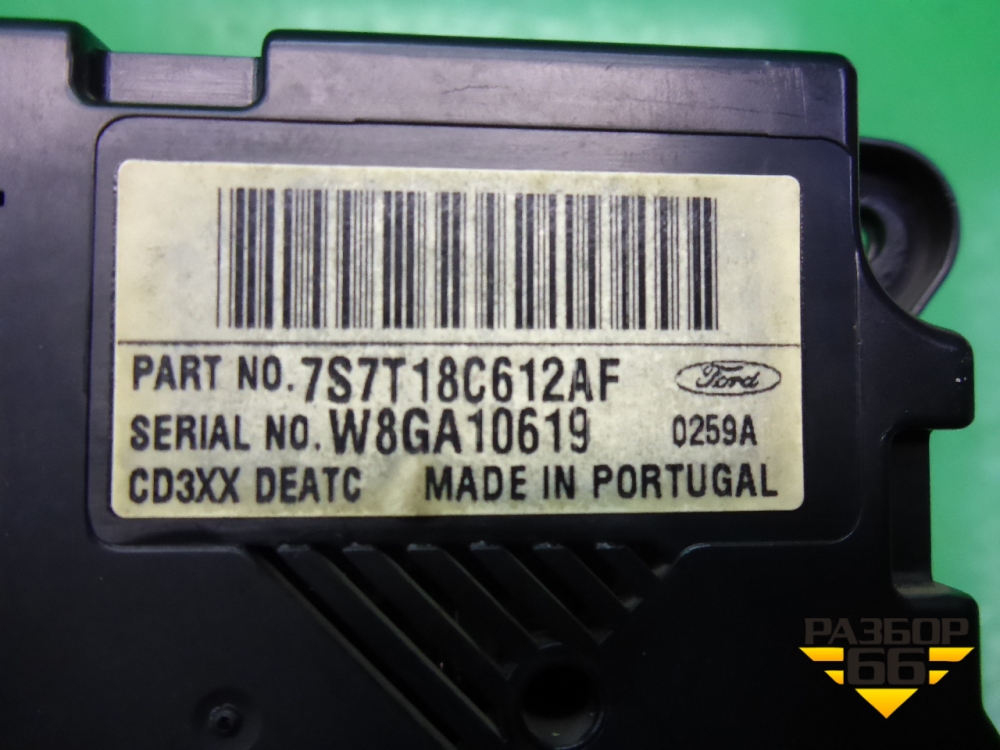 PART NO. 7S7T18C612AF
Ford
SERIAL NO. W8GA10619
0259A
CD3XX DEATC
MADE IN PORTUGAL
РАЗБОР
66